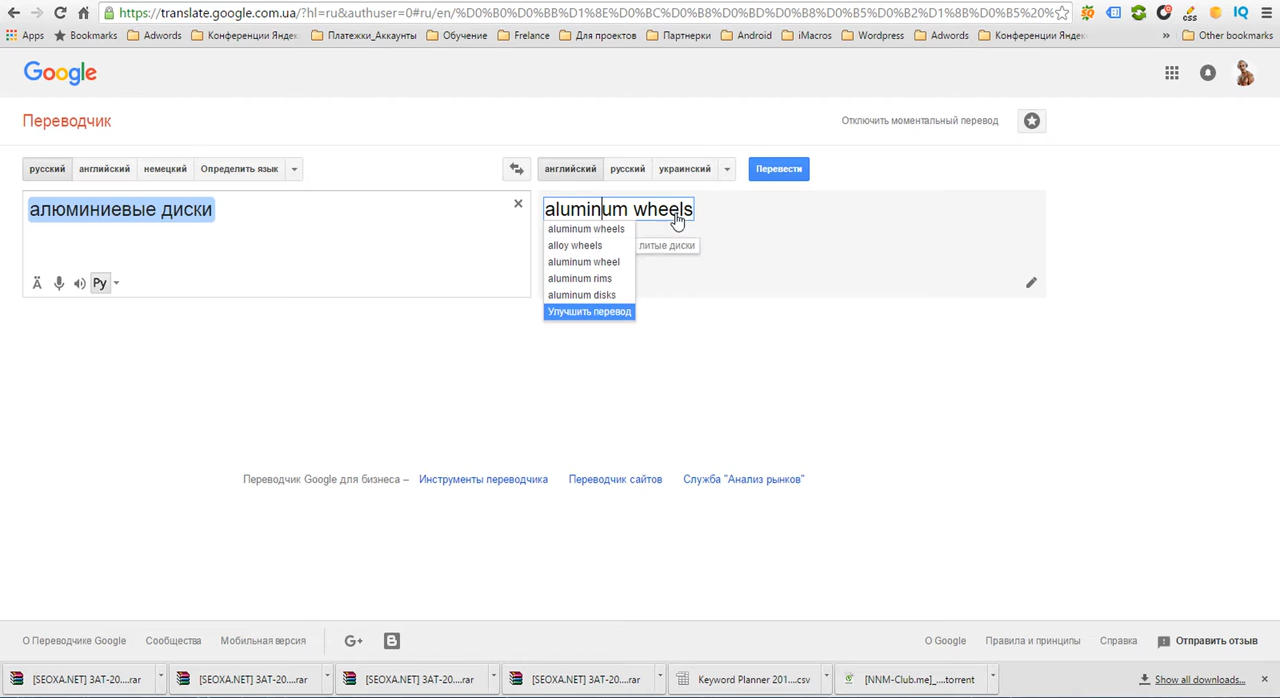 https://translate.google.com.ua/?hl=ru&authuser=0#ru/en/%D0%B0%D0%BB%D1%8E%D0%BC%D0%B8%D0%BD%D0%B8%D0%B5%D0%B2%D1%8B%D0%B5%20%
Apps Bookmarks Adwords Конференции Яндек Платежки_Аккаунты Обучение Frelance Для проектов Партнерки Android iMacros Wordpress Adwords Конференции Яндек » Other bookmarks
Google
Переводчик
Отключить моментальный перевод
русский английский немецкий Определить язык
английский русский украинский Перевести
алюминиевые диски
aluminum wheels
aluminum wheels
alloy wheels
литые диски
aluminum wheel
aluminum rims
aluminum disks
Улучшить перевод
Ä Ру
Переводчик Google для бизнеса – Инструменты переводчика Переводчик сайтов Служба "Анализ рынков"
О Переводчике Google Сообщества Мобильная версия G+ B О Google Правила и принципы Справка Отправить отзыв
[SEOXA.NET] 3AT-20....rar [SEOXA.NET] 3AT-20....rar [SEOXA.NET] 3AT-20....rar [SEOXA.NET] 3AT-20....rar Keyword Planner 201....csv [NNM-Club.me]_....torrent Show all downloads...